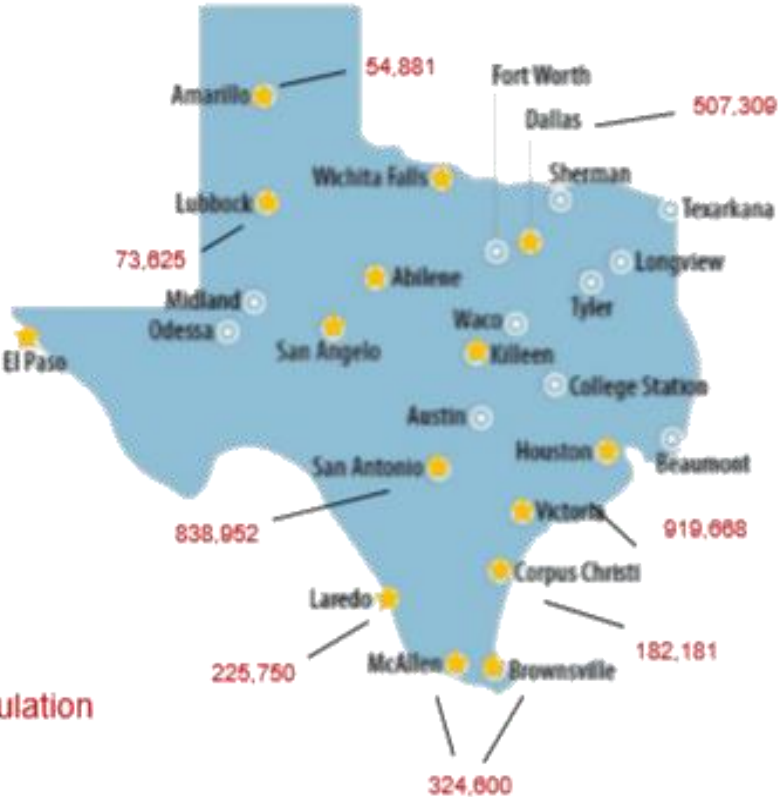 54,881
Fort Worth
Amarillo
507,309
Dallas
Wichita Falls
Sherman
Lubbock
Texarkana
73,625
Longview
Abilene
Midland
Tyler
Odessa
Waco
El Paso
San Angelo
Killeen
College Station
Austin
Houston
Beaumont
San Antonio
838,952
Victoria
919,668
Corpus Christi
Laredo
182,181
225,750
McAllen
Brownsville
ulation
324,600